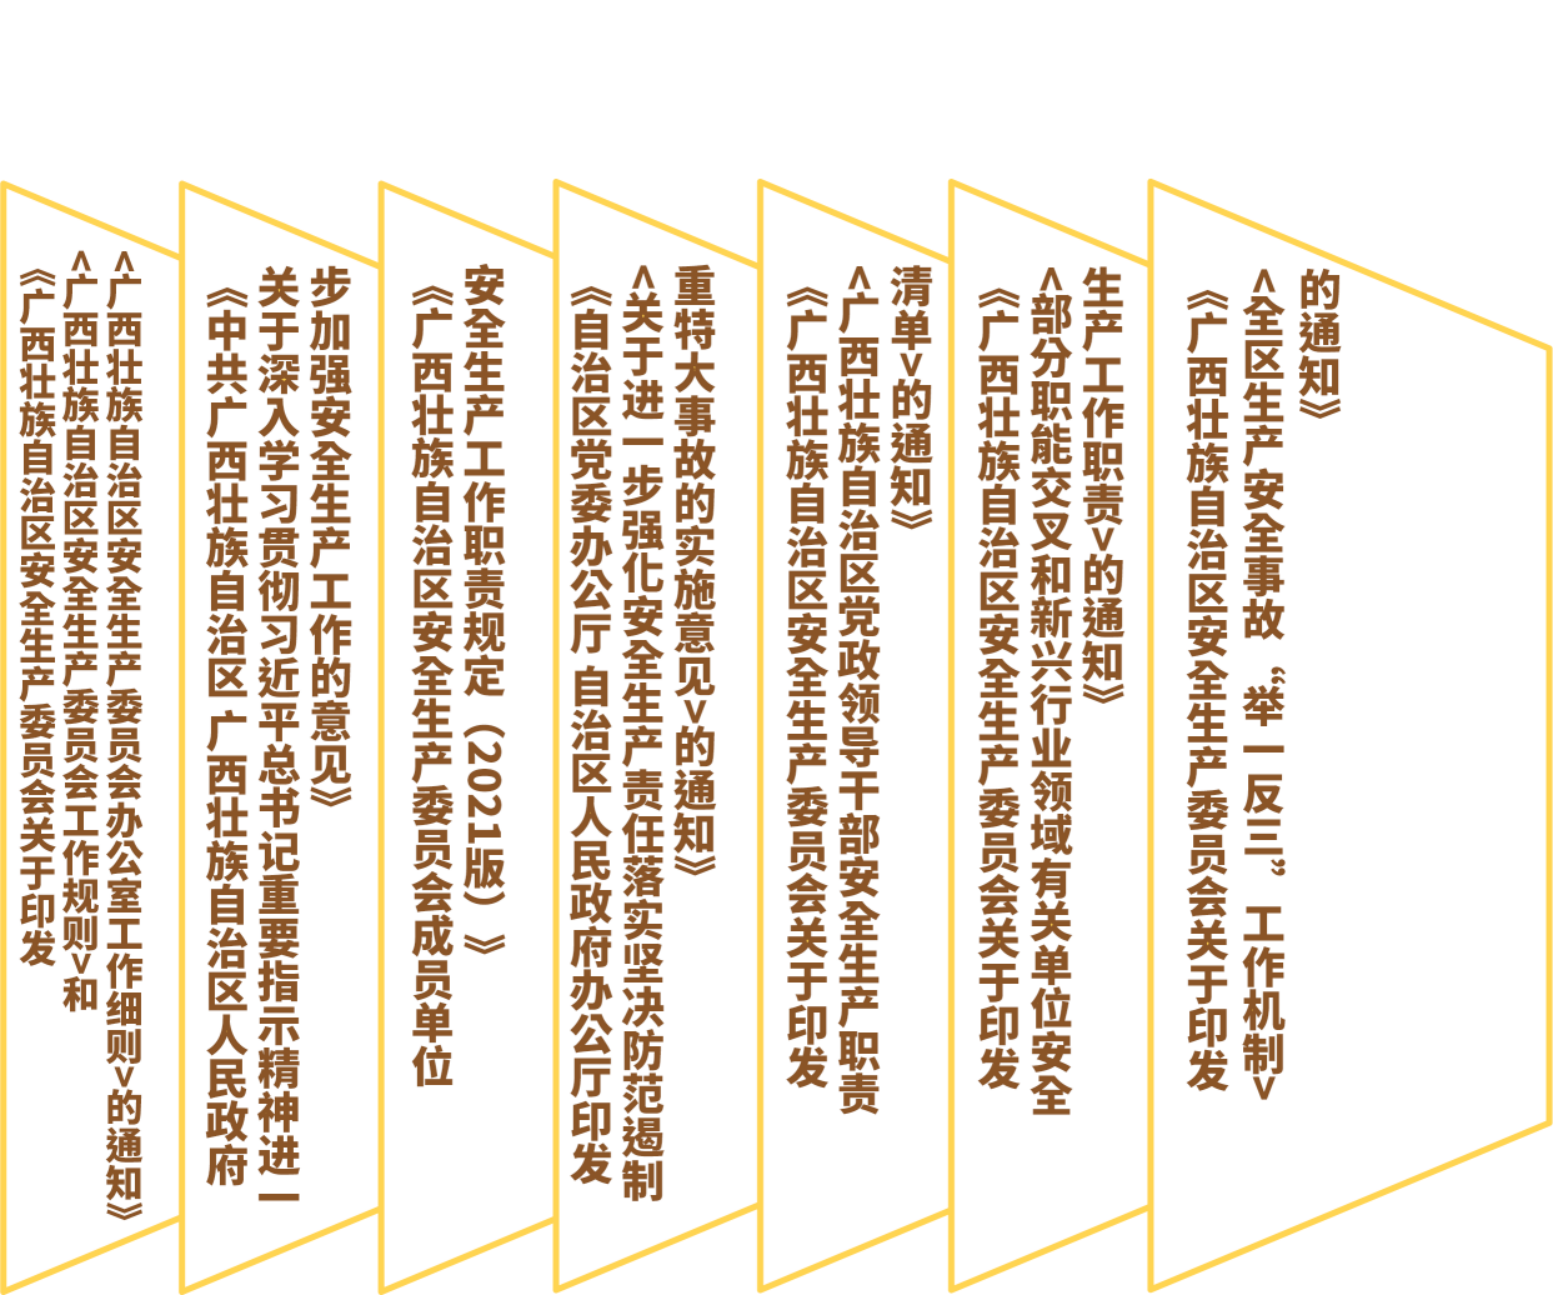 《广西壮族自治区安全生产委员会关于印发
<广西壮族自治区安全生产委员会工作规则>和
<广西壮族自治区安全生产委员会办公室工作细则>的通知》
《中共广西壮族自治区 广西壮族自治区人民政府
关于深入学习贯彻习近平总书记重要指示精神进一
步加强安全生产工作的意见》
《广西壮族自治区安全生产委员会成员单位
安全生产工作职责规定（2021版）》
《自治区党委办公厅 自治区人民政府办公厅印发
<关于进一步强化安全生产责任落实坚决防范遏制
重特大事故的实施意见>的通知》
《广西壮族自治区安全生产委员会关于印发
<广西壮族自治区党政领导干部安全生产职责
清单>的通知》
《广西壮族自治区安全生产委员会关于印发
<部分职能交叉和新兴行业领域有关单位安全
生产工作职责>的通知》
《广西壮族自治区安全生产委员会关于印发
<全区生产安全事故“举一反三”工作机制>
的通知》